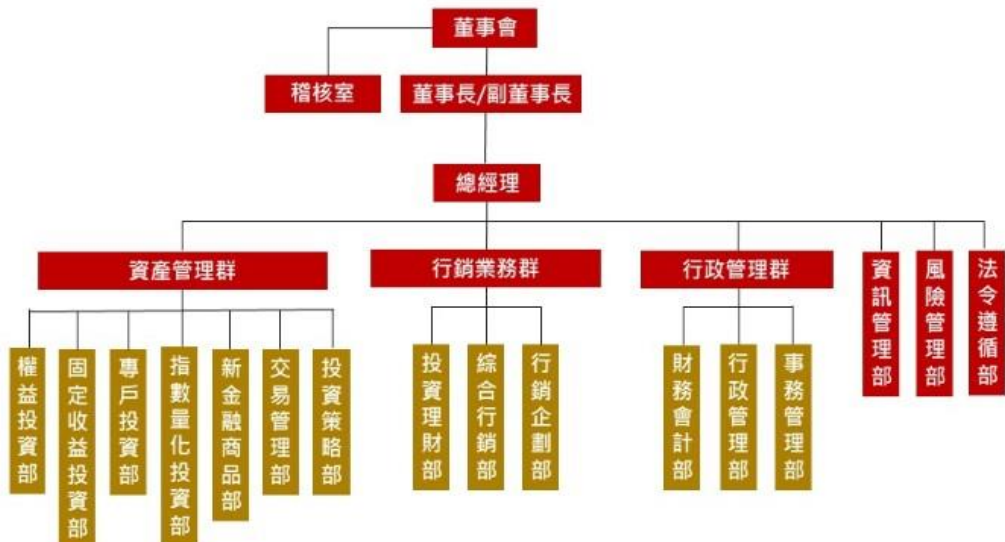 董事會
稽核室
董事長/副董事長
總經理
資產管理群
行銷業務群
行政管理群
資訊管理部
風險管理部
法令遵循部
權益投資部
固定收益投資部
專戶投資部
指數量化投資部
新金融商品部
交易管理部
投資策略部
投資理財部
綜合行銷部
行銷企劃部
財務會計部
行政管理部
事務管理部